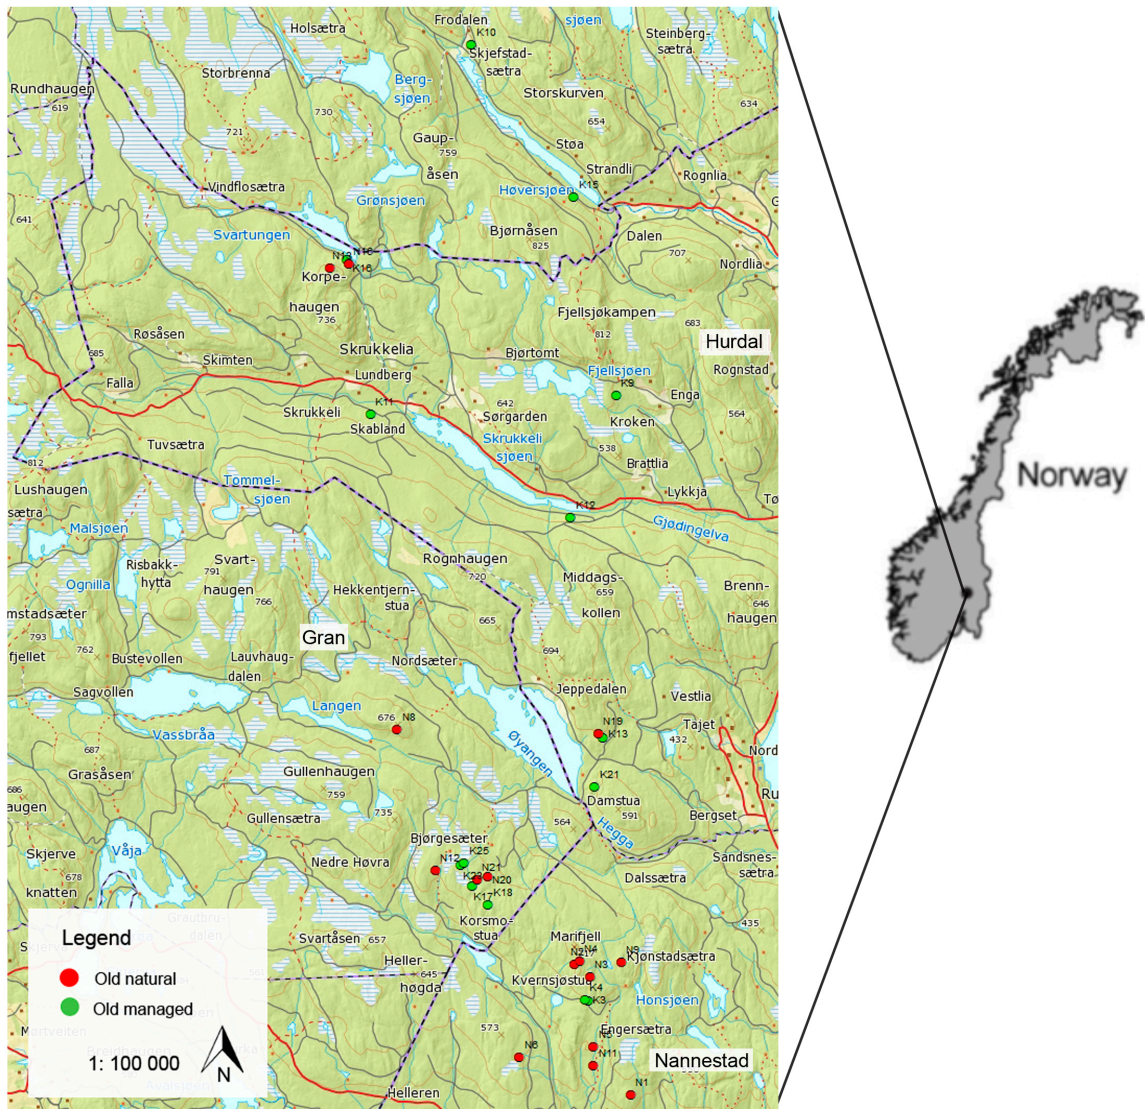 Frodalen
sjøen
K10
Holsætra
Steinberg-
sætra
Skjefstad-
sætra
Storbrenna
Berg-
sjøen
Rundhaugen
619
Storskurven
634
730
654
721
Gaup-
759
åsen
Støa
Strandli
Rognlia
Vindflosætra
Høversjøen
K15
Grønsjøen
G
641
Svartungen
Bjørnåsen
825
Dalen
707
Nordlia
K16
Korpe-
haugen
736
Fjellsjøkampen
812
683
Røsåsen
Skrukkelia
Hurdal
685
Skimten
Bjørtomt
Lundberg
Fjellsjøen
Rognstad
Falla
K9
Enga
K11
Skrukkeli
642
Sørgarden
564
Skabland
Kroken
Skrukkeli
sjøen
Tuvsætra
538
Brattlia
812
Lushaugen
Tommel-
sjøen
Lykkja
Tø
sætra
K12
Malsjøen
Gjødingelva
Norway
Svart-
791
haugen
766
Risbakk-
hytta
Rognhaugen
720
Ognilla
Middags-
659
kollen
Brenn-
646
haugen
Hekkentjern-
stua
mstadsæter
793
fjellet
762
665
Gran
694
Bustevollen
Lauvhaug-
dalen
Nordsæter
Sagvollen
Jeppedalen
Vestlia
Langen
676
N8
N19
K13
Tajet
432
Vassbråa
Øyangen
687
Nord
Grasåsen
Gullenhaugen
759
K21
Ru
686
augen
Damstua
591
735
Gullensætra
Bergset
564
Hegga
Bjørgesæter
Våja
Skjerve
knatten
678
Nedre Høvra
N12
K25
N21
N20
K17
K18
Sandsnes-
sætra
Dalssætra
Korsmo-
stua
435
Legend
Svartåsen
657
Marifjell
N4
N9
Kjønstadsætra
Heller-
645
høgda
N3
Old natural
Kvernsjøstua
K4
K3
Honsjøen
Old managed
573
Engersætra
N5
1: 100 000
N6
N11
Nannestad
N
N1
Helleren